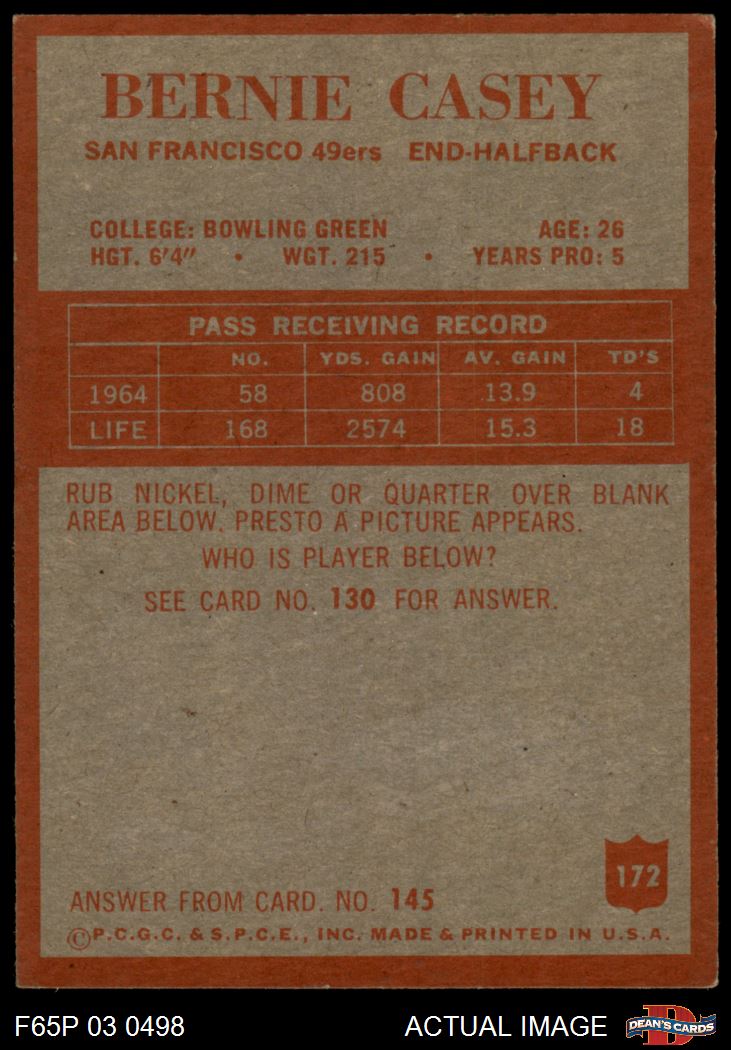 BERNIE CASEY
SAN FRANCISCO 49ers END-HALFBACK
COLLEGE: BOWLING GREEN AGE: 26
HGT. 6'4" • WGT. 215 • YEARS PRO: 5
PASS RECEIVING RECORD
NO. YDS. GAIN AV. GAIN TD'S
1964 58 808 13.9 4
LIFE 168 2574 15.3 18
RUB NICKEL, DIME OR QUARTER OVER BLANK
AREA BELOW. PRESTO A PICTURE APPEARS.
WHO IS PLAYER BELOW?
SEE CARD NO. 130 FOR ANSWER.
172
ANSWER FROM CARD. NO. 145
©P.C.G.C. & S.P.C.E., INC. MADE & PRINTED IN U.S.A.
F65P 03 0498 ACTUAL IMAGE
D
DEAN'S CARDS